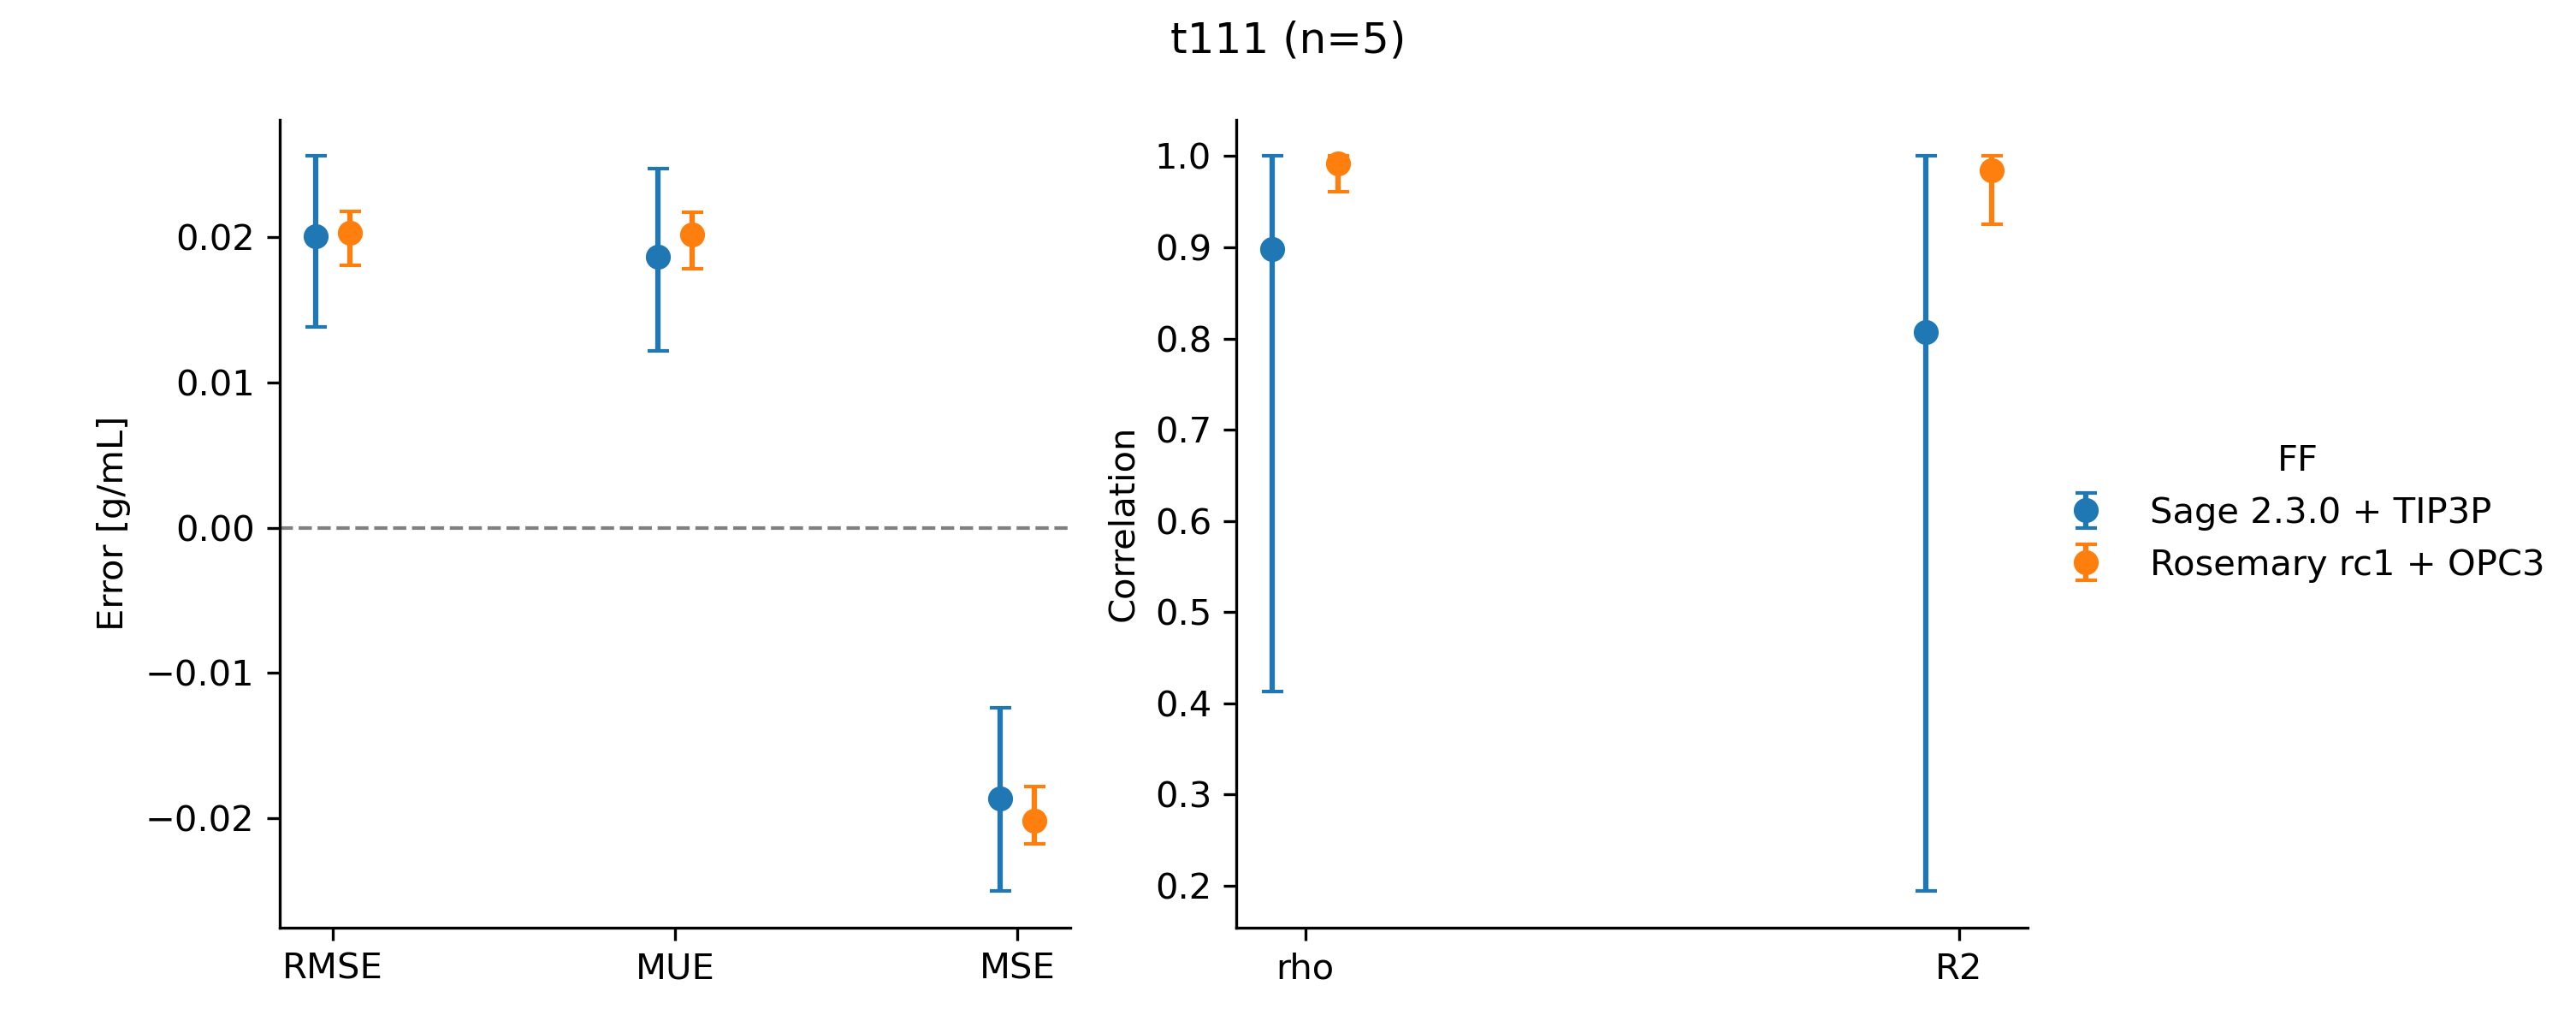 t111 (n=5)
Error [g/mL]
0.02
0.01
0.00
−0.01
−0.02
RMSE
MUE
MSE
Correlation
1.0
0.9
0.8
0.7
0.6
0.5
0.4
0.3
0.2
rho
R2
FF
Sage 2.3.0 + TIP3P
Rosemary rc1 + OPC3